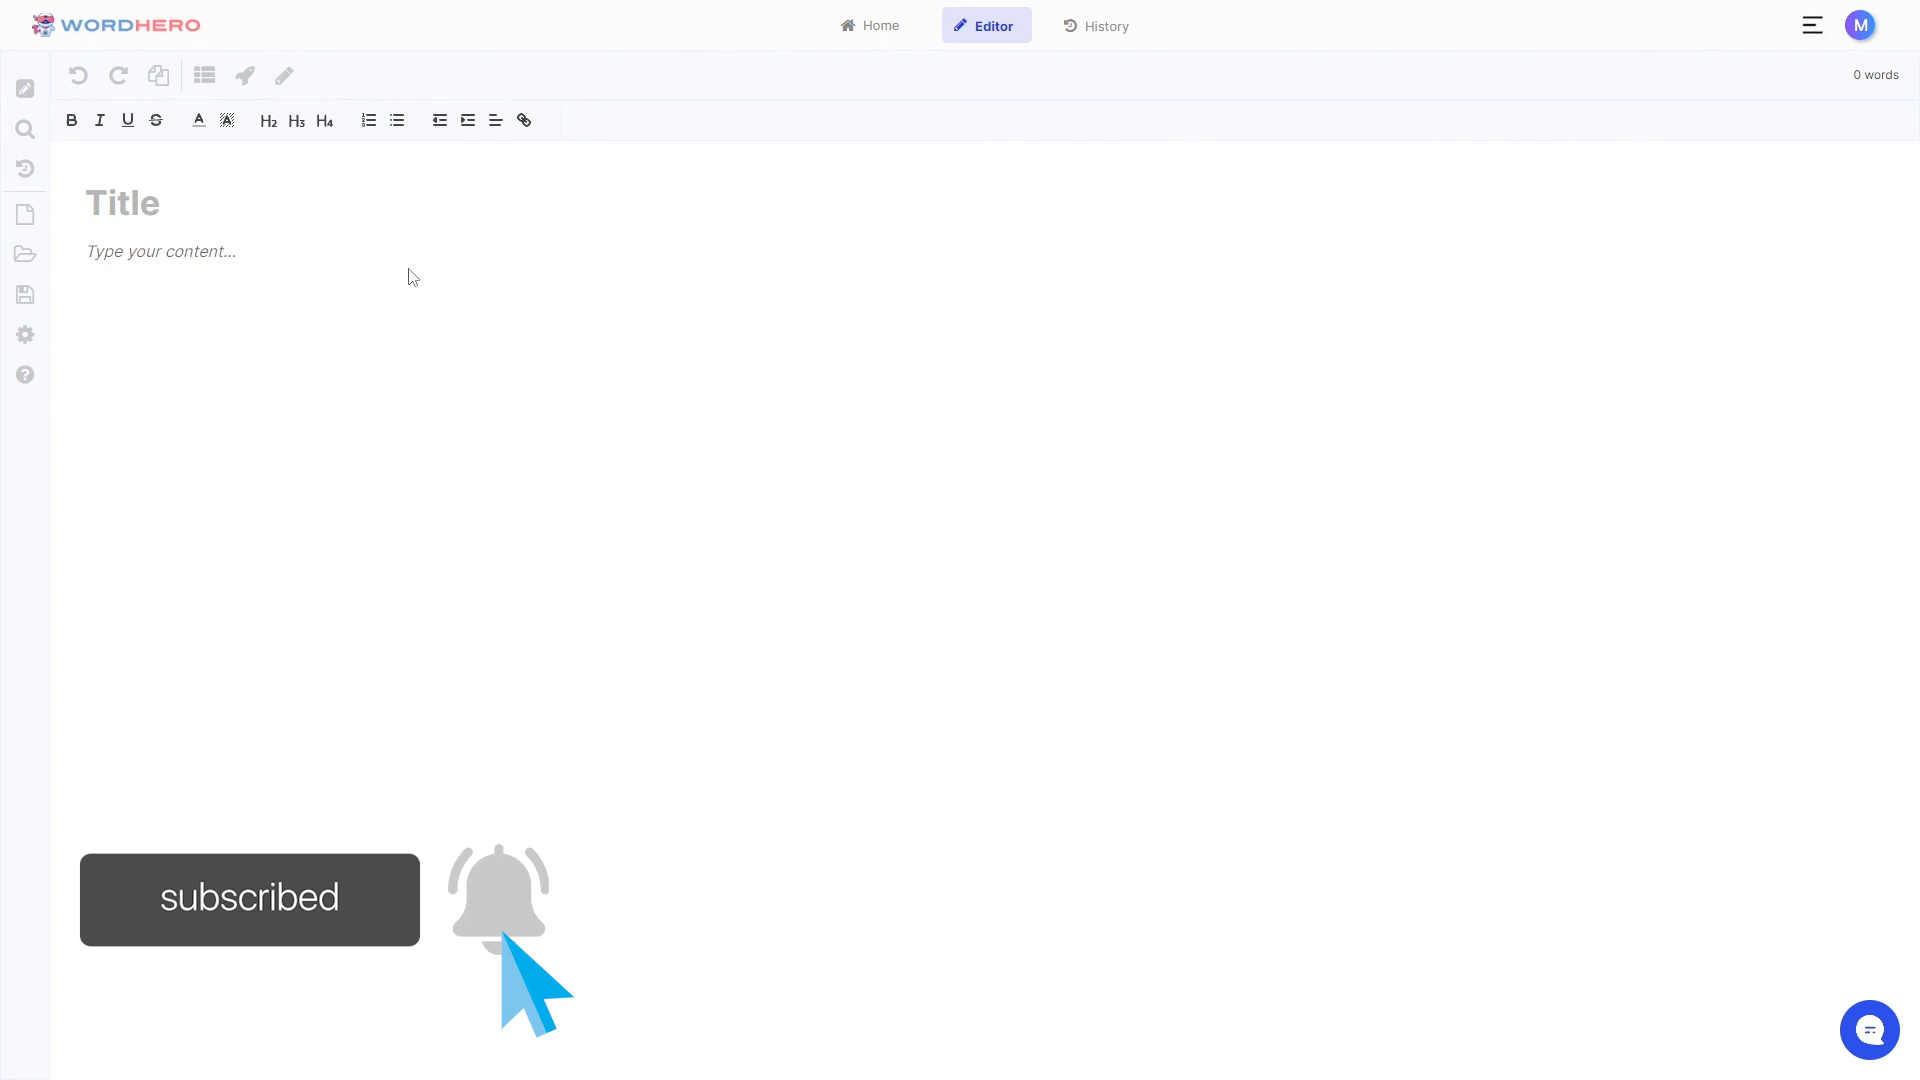 WORDHERO
Home
Editor
History
M
0 words
B I U S A A H2 H3 H4
Title
Type your content...
subscribed